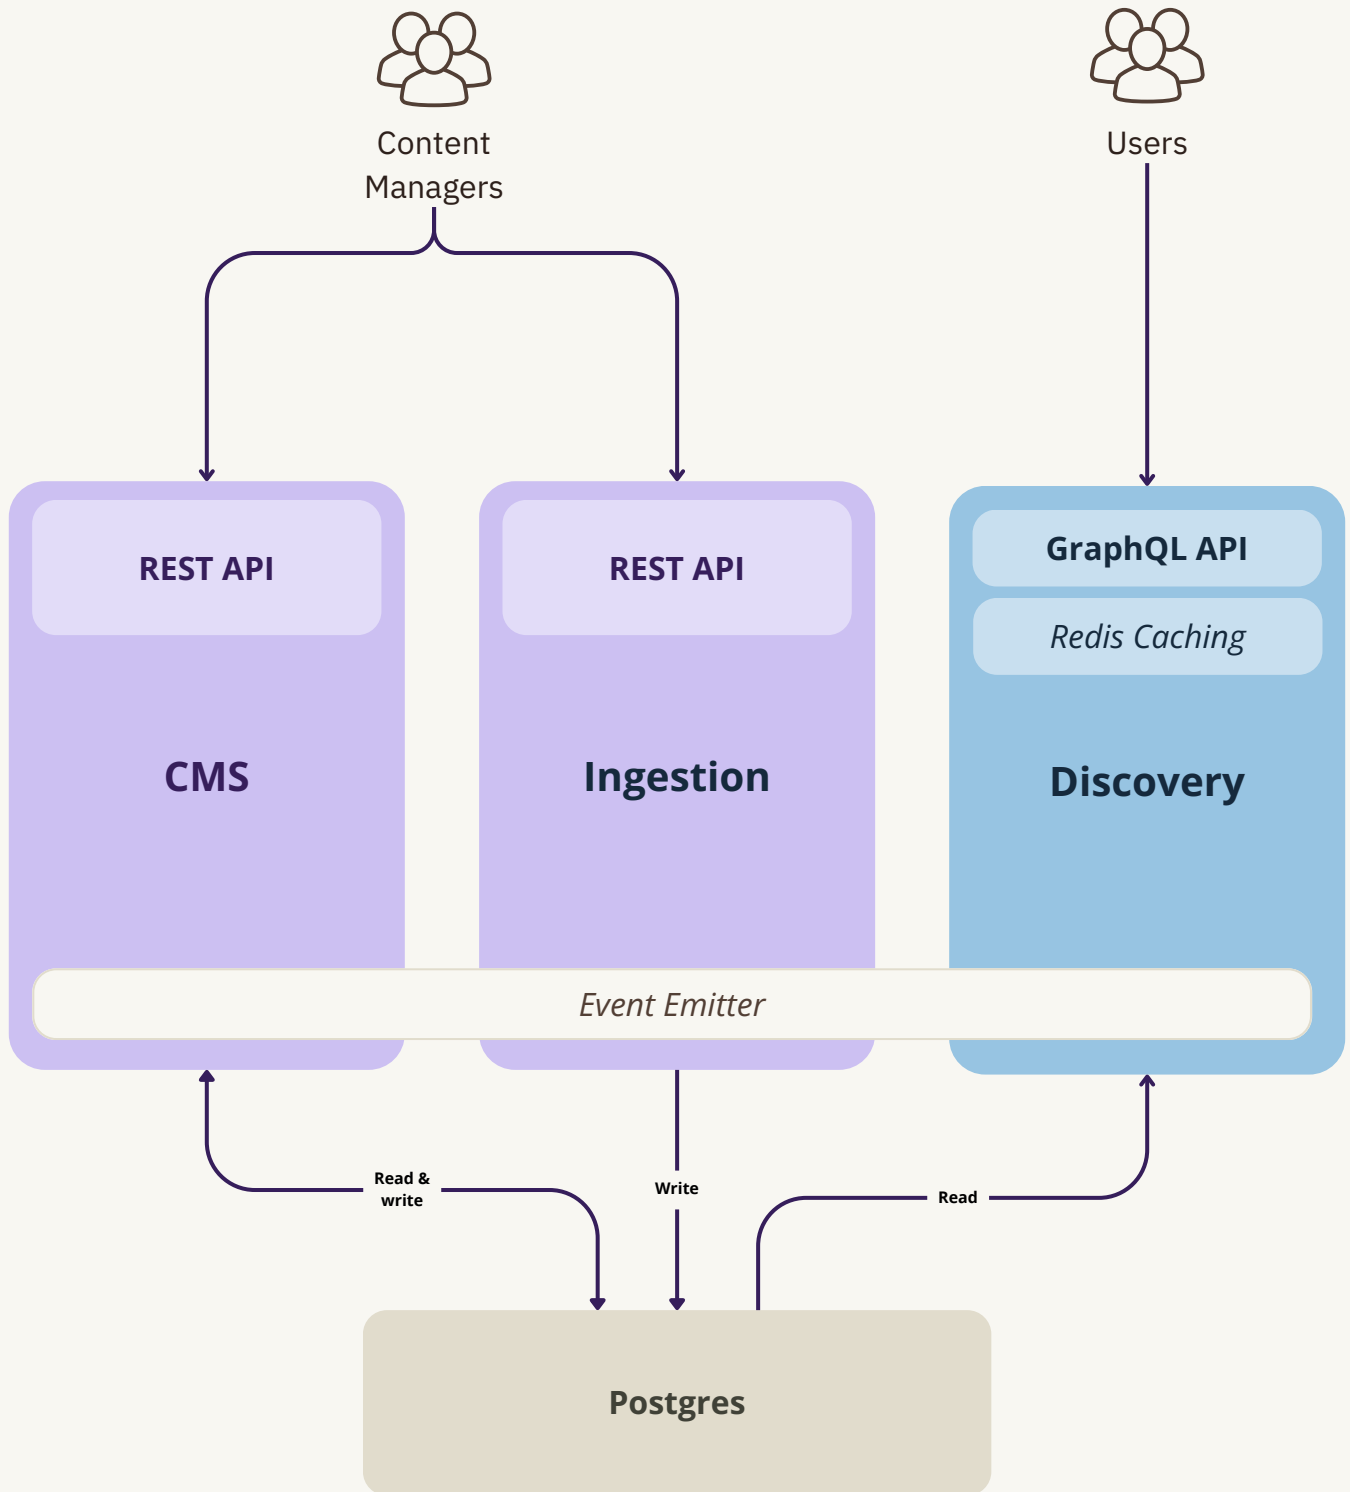 Content
Managers
Users
REST API
REST API
GraphQL API
Redis Caching
CMS
Ingestion
Discovery
Event Emitter
Read &
write
Write
Read
Postgres